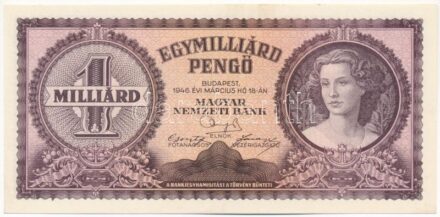 EGYMILLIÁRD
PENGŐ
1
MILLIÁRD
BUDAPEST,
1946. ÉVI MÁRCIUS HÓ 18-ÁN
MAGYAR
NEMZETI BANK
ELNÖK
FŐTANÁCSOS
VEZÉRIGAZGATÓ
A BANKJEGYHAMISÍTÁST A TÖRVÉNY BÜNTETI